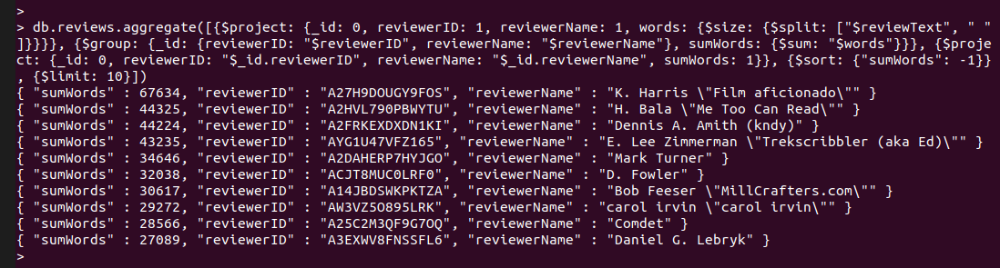 >
> db.reviews.aggregate([{$project: {_id: 0, reviewerID: 1, reviewerName: 1, words: {$size: {$split: ["$reviewText", " "
]}}}}, {$group: {_id: {reviewerID: "$reviewerID", reviewerName: "$reviewerName"}, sumWords: {$sum: "$words"}}}, {$proje
ct: {_id: 0, reviewerID: "$_id.reviewerID", reviewerName: "$_id.reviewerName", sumWords: 1}}, {$sort: {"sumWords": -1}}
, {$limit: 10}])
{ "sumWords" : 67634, "reviewerID" : "A27H9DOUGY9FOS", "reviewerName" : "K. Harris \"Film aficionado\"" }
{ "sumWords" : 44325, "reviewerID" : "A2HVL790PBWYTU", "reviewerName" : "H. Bala \"Me Too Can Read\"" }
{ "sumWords" : 44224, "reviewerID" : "A2FRKEXDXDN1KI", "reviewerName" : "Dennis A. Amith (kndy)" }
{ "sumWords" : 43235, "reviewerID" : "AYG1U47VFZ165", "reviewerName" : "E. Lee Zimmerman \"Trekscribbler (aka Ed)\"" }
{ "sumWords" : 34646, "reviewerID" : "A2DAHERP7HYJGO", "reviewerName" : "Mark Turner" }
{ "sumWords" : 32038, "reviewerID" : "ACJT8MUC0LRF0", "reviewerName" : "D. Fowler" }
{ "sumWords" : 30617, "reviewerID" : "A14JBDSWKPKTZA", "reviewerName" : "Bob Feeser \"MillCrafters.com\"" }
{ "sumWords" : 29272, "reviewerID" : "AW3VZ5O895LRK", "reviewerName" : "carol irvin \"carol irvin\"" }
{ "sumWords" : 28566, "reviewerID" : "A25C2M3QF9G7OQ", "reviewerName" : "Comdet" }
{ "sumWords" : 27089, "reviewerID" : "A3EXWV8FNSSFL6", "reviewerName" : "Daniel G. Lebryk" }
>